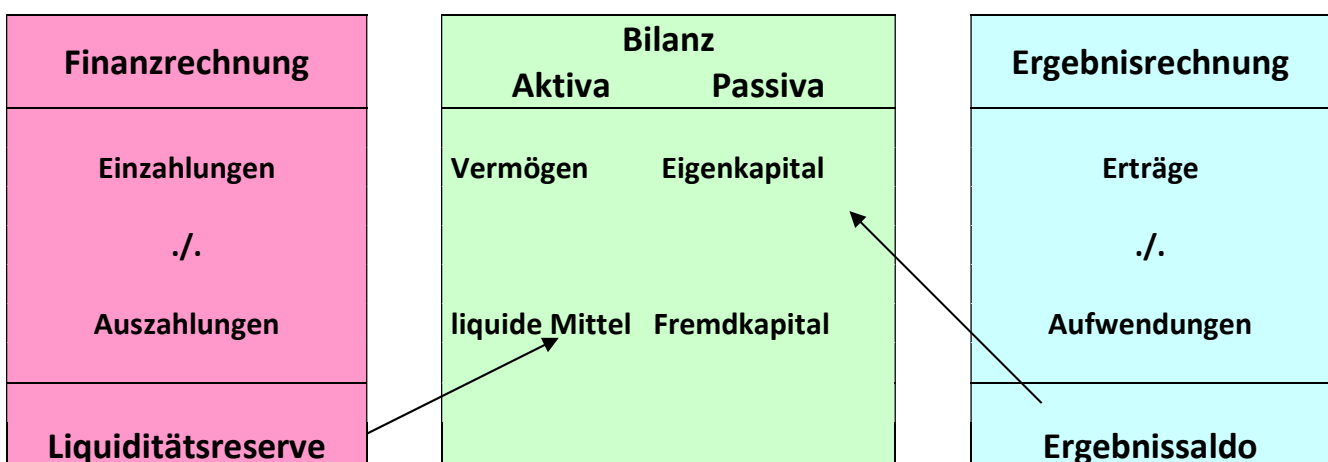 Finanzrechnung
Einzahlungen
./.
Auszahlungen
Liquiditätsreserve
Bilanz
Aktiva Passiva
Vermögen Eigenkapital
liquide Mittel Fremdkapital
Ergebnisrechnung
Erträge
./.
Aufwendungen
Ergebnissaldo